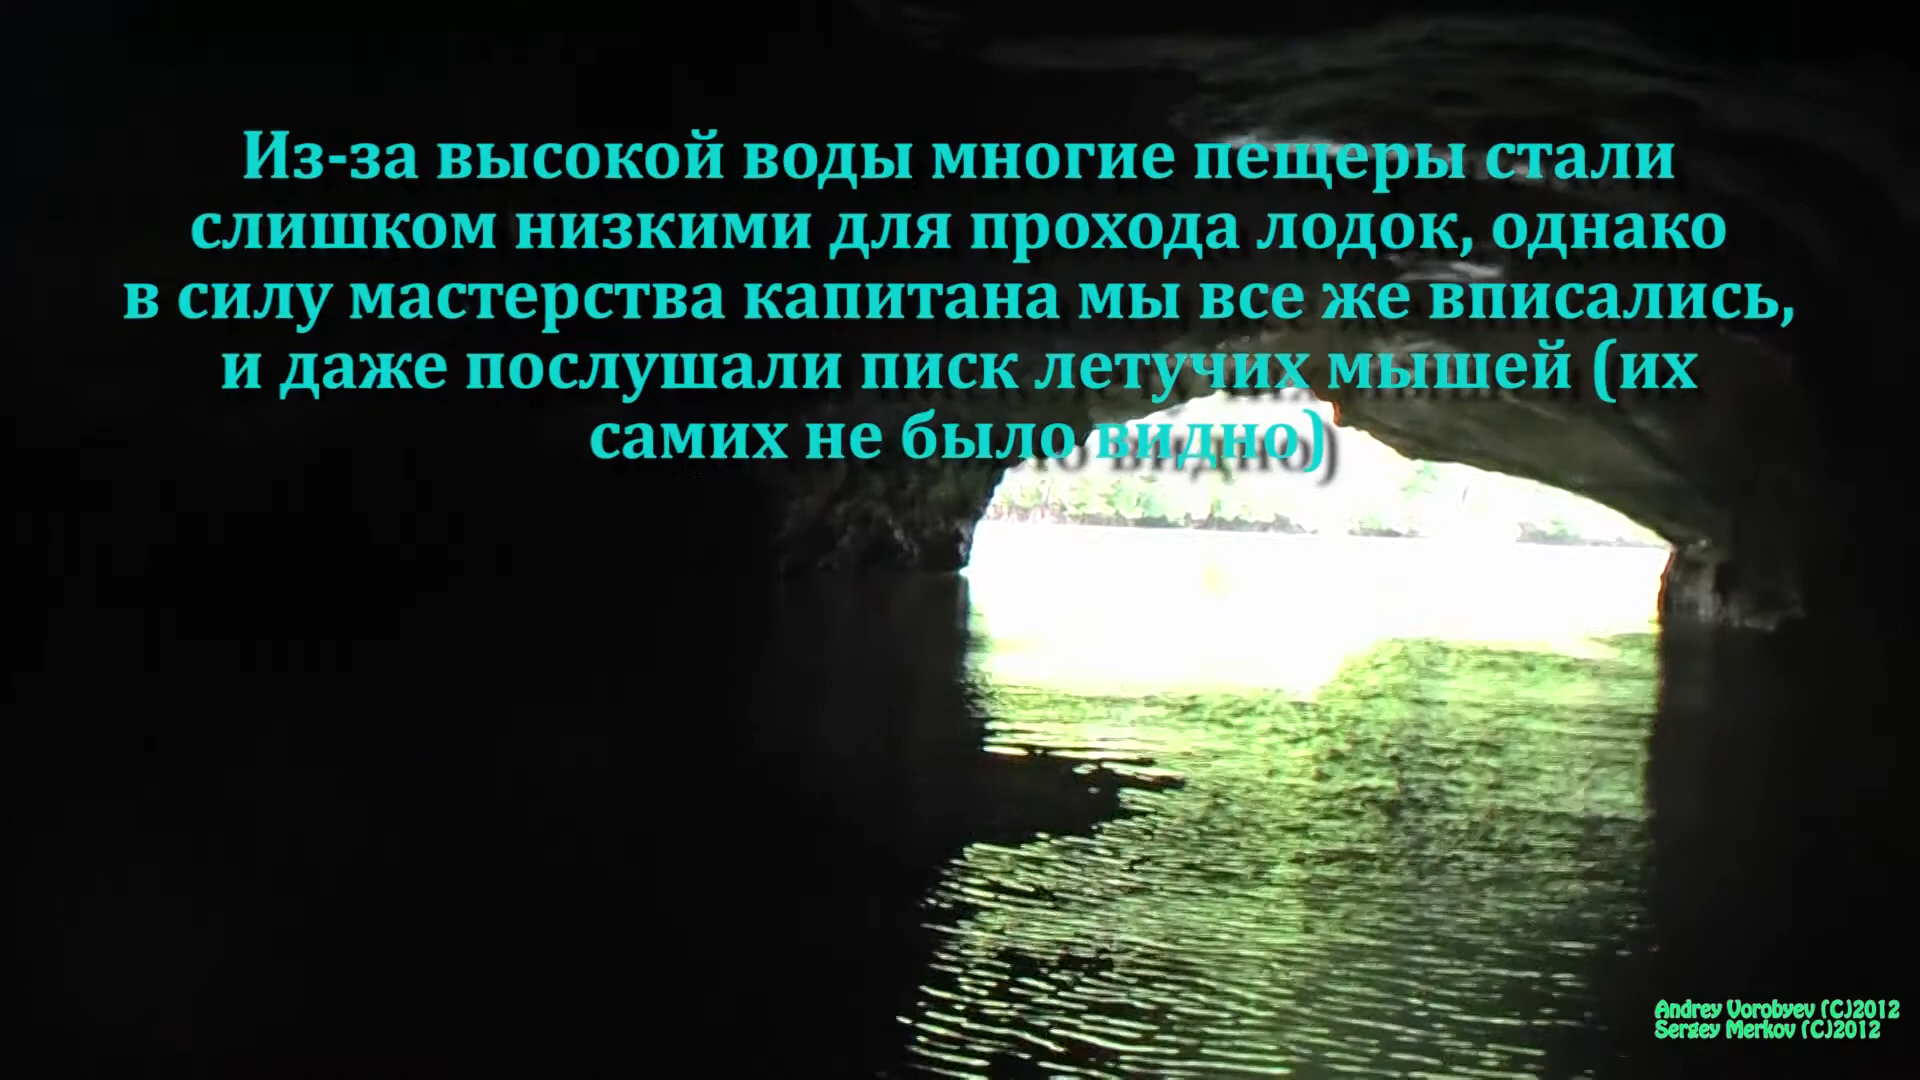 Из-за высокой воды многие пещеры стали
слишком низкими для прохода лодок, однако
в силу мастерства капитана мы все же вписались,
и даже послушали писк летучих мышей (их
самих не было видно)
Andrey Vorobyev (C)2012
Sergey Merkov (C)2012